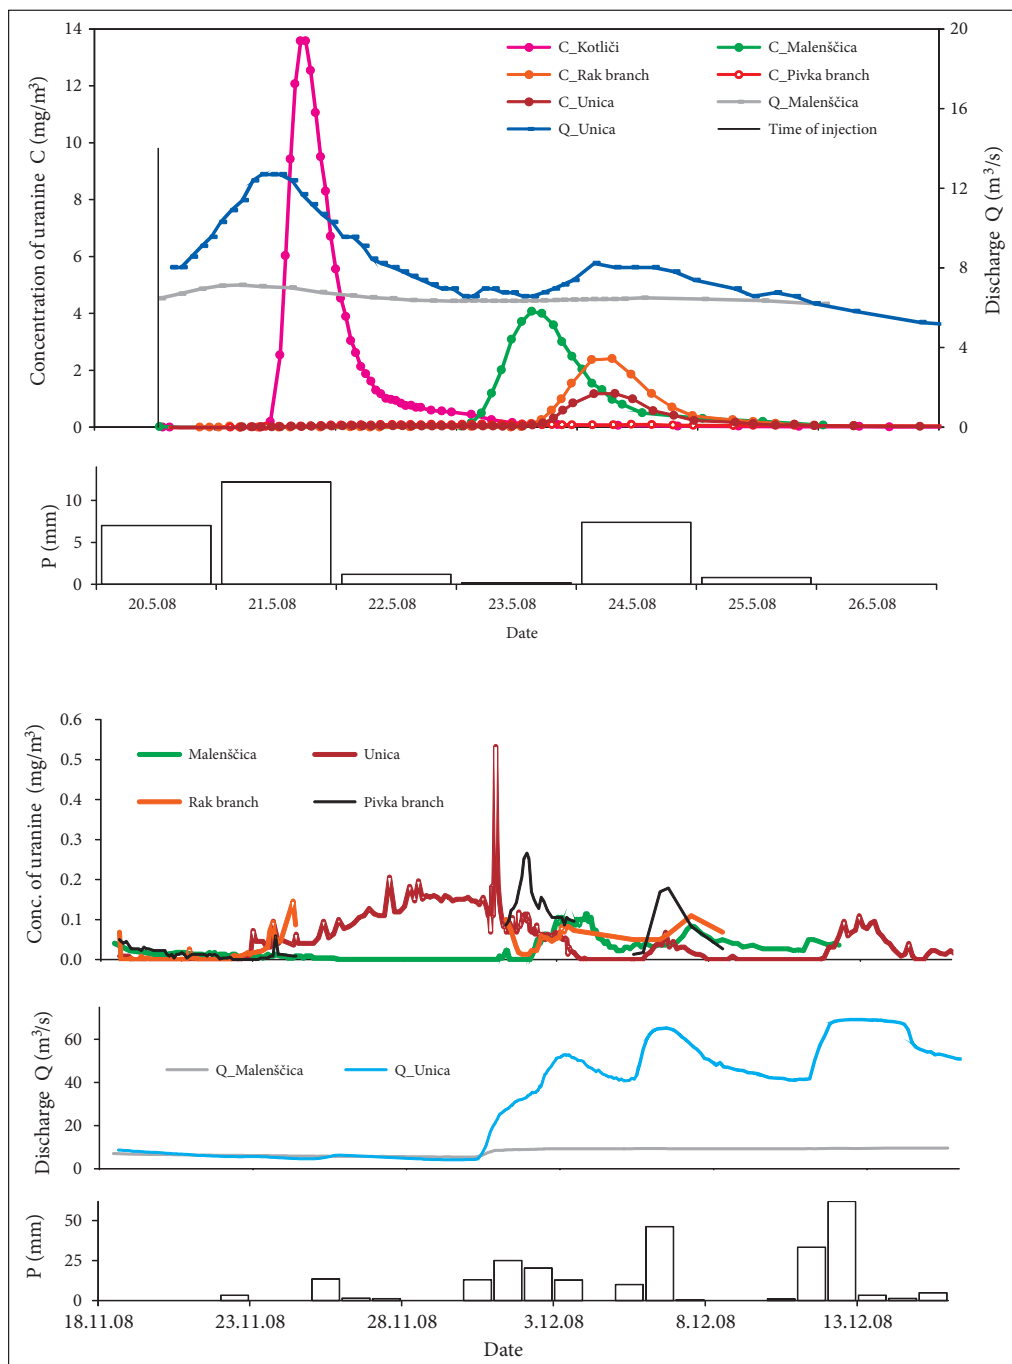 Concentration of uranine C (mg/m³)
14
12
10
8
6
4
2
0
C_Kotliči
C_Malenščica
C_Rak branch
C_Pivka branch
C_Unica
Q_Malenščica
Q_Unica
Time of injection
20
16
12
8
4
0
Discharge Q (m³/s)
P (mm)
10
5
0
20.5.08 21.5.08 22.5.08 23.5.08 24.5.08 25.5.08 26.5.08
Date
Conc. of uranine (mg/m³)
0.6
0.5
0.4
0.3
0.2
0.1
0.0
Malenščica
Unica
Rak branch
Pivka branch
Discharge Q (m³/s)
60
40
20
0
Q_Malenščica
Q_Unica
P (mm)
50
25
0
18.11.08 23.11.08 28.11.08 3.12.08 8.12.08 13.12.08
Date